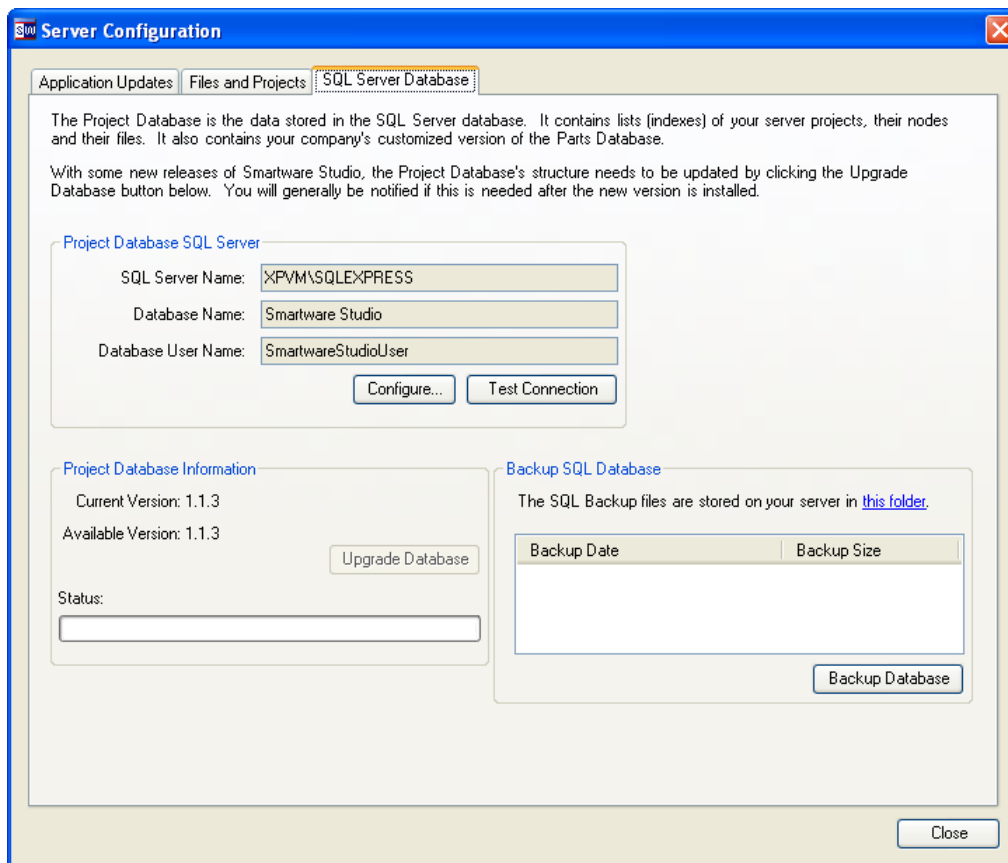 SW Server Configuration
Application Updates Files and Projects SQL Server Database
The Project Database is the data stored in the SQL Server database.  It contains lists (indexes) of your server projects, their nodes
and their files.  It also contains your company's customized version of the Parts Database.
With some new releases of Smartware Studio, the Project Database's structure needs to be updated by clicking the Upgrade
Database button below.  You will generally be notified if this is needed after the new version is installed.
Project Database SQL Server
SQL Server Name: XPVM\SQLEXPRESS
Database Name: Smartware Studio
Database User Name: SmartwareStudioUser
Configure... Test Connection
Project Database Information
Current Version: 1.1.3
Available Version: 1.1.3
Upgrade Database
Status:
Backup SQL Database
The SQL Backup files are stored on your server in this folder.
Backup Date Backup Size
Backup Database
Close